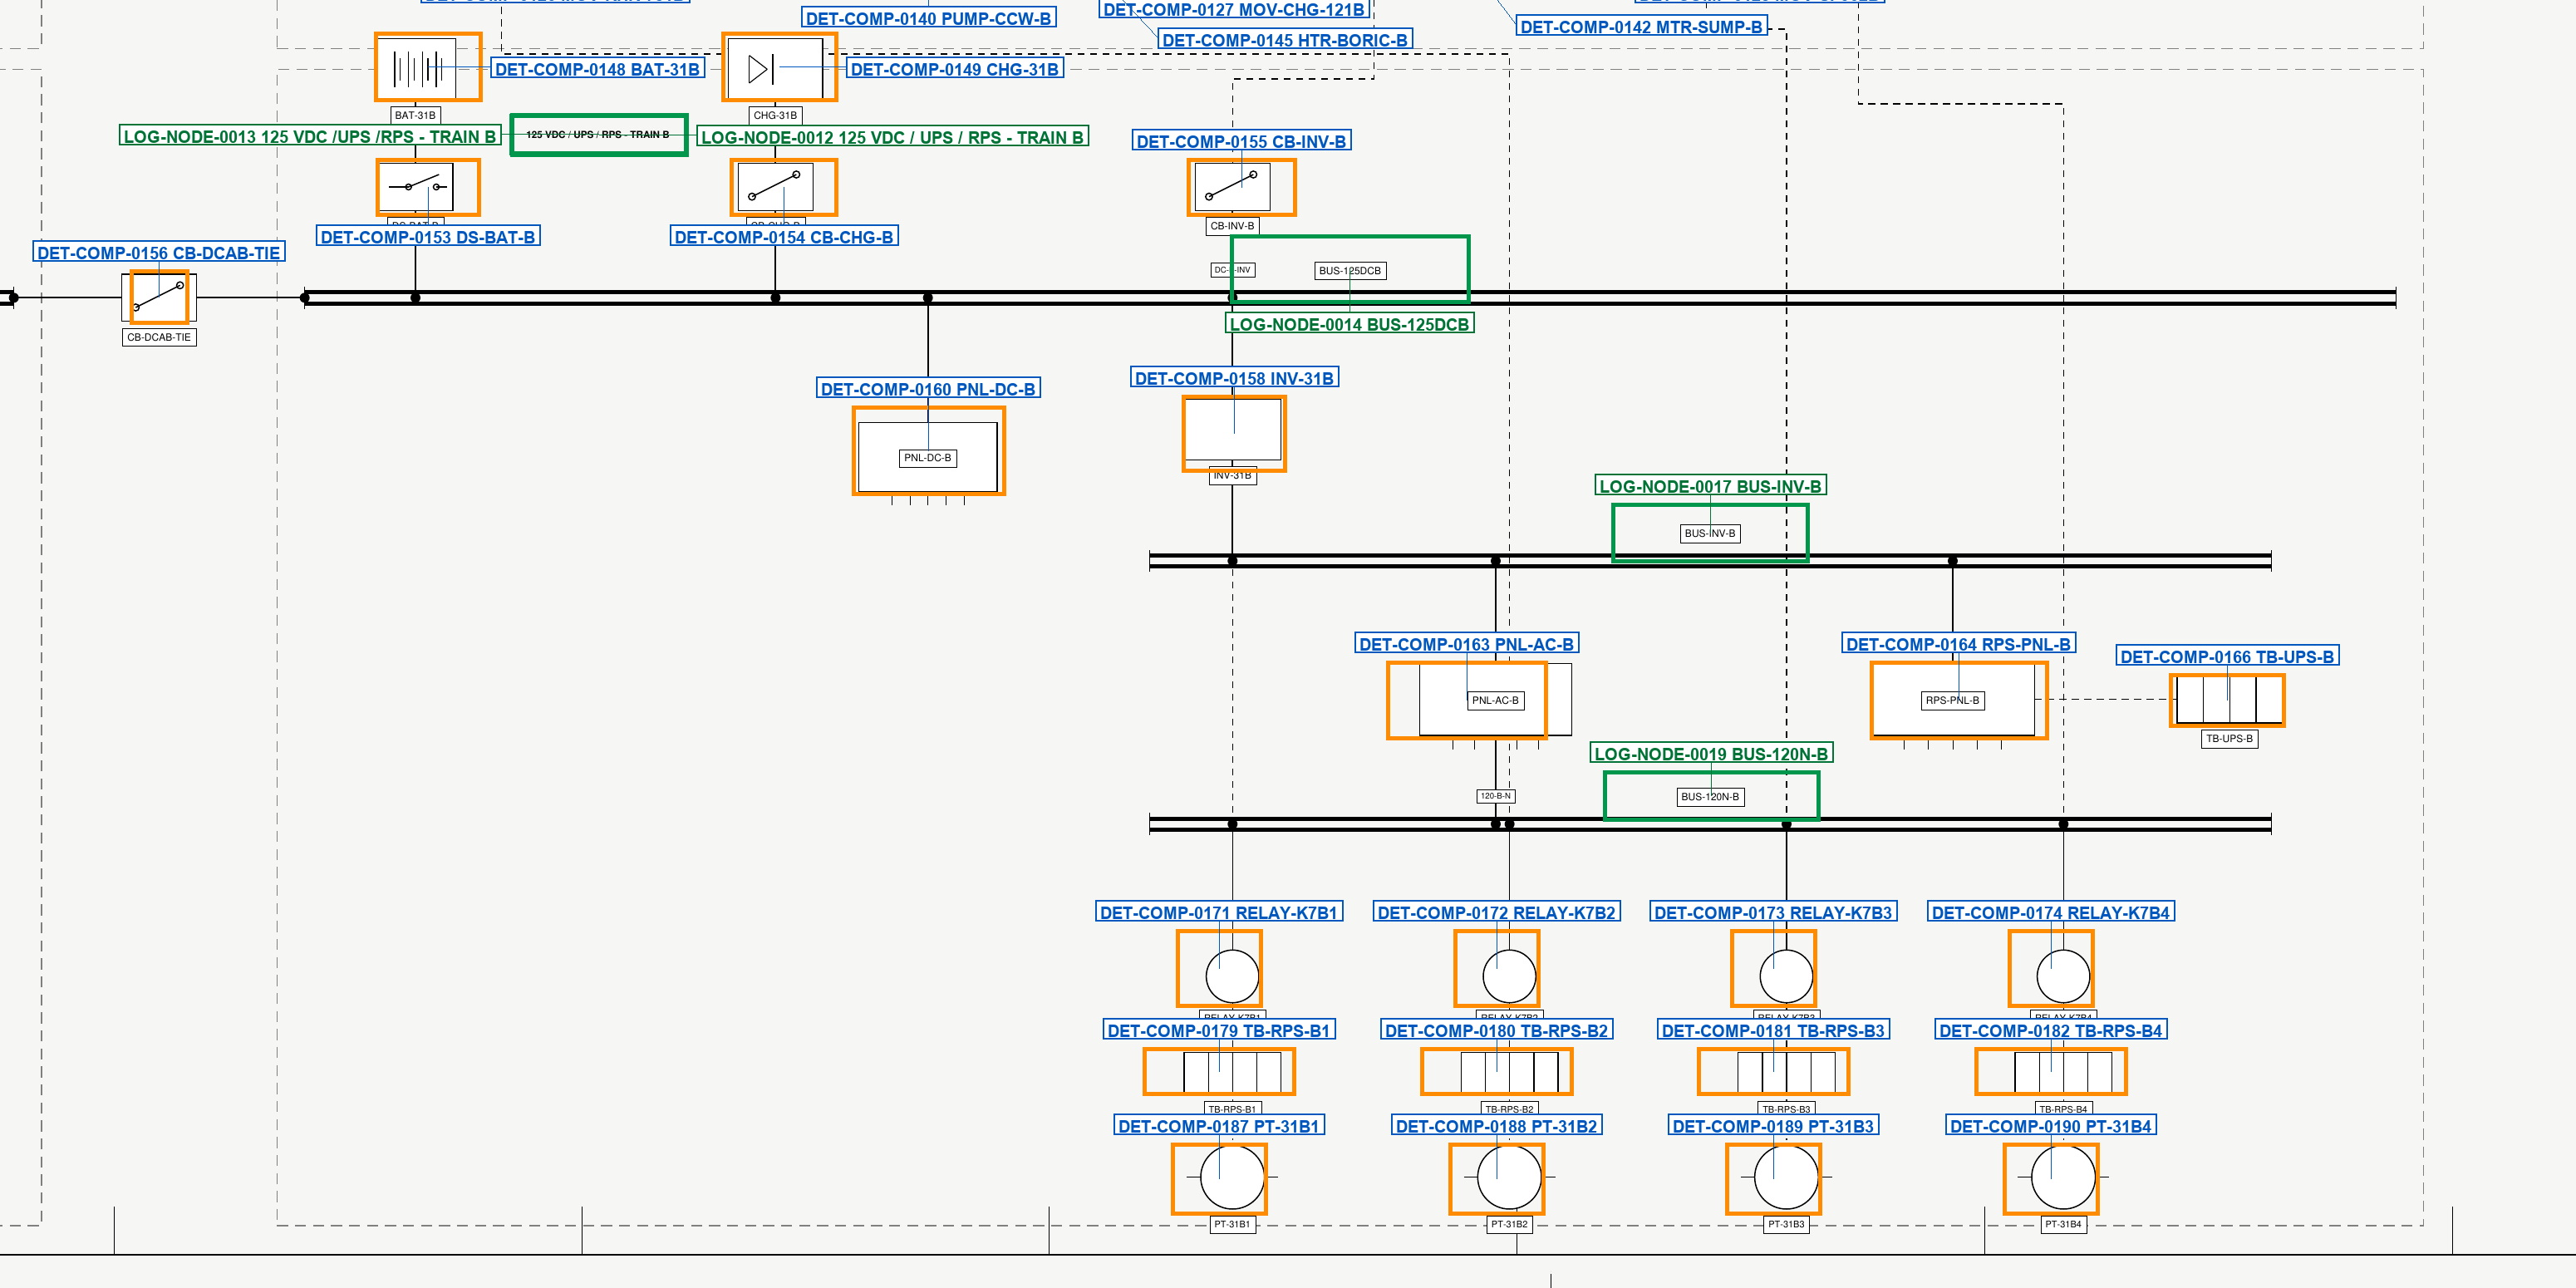 DET-COMP-0140 PUMP-CCW-B
DET-COMP-0127 MOV-CHG-121B
DET-COMP-0142 MTR-SUMP-B
DET-COMP-0145 HTR-BORIC-B
DET-COMP-0148 BAT-31B
DET-COMP-0149 CHG-31B
BAT-31B
CHG-31B
LOG-NODE-0013 125 VDC /UPS /RPS - TRAIN B
125 VDC / UPS / RPS - TRAIN B
LOG-NODE-0012 125 VDC / UPS / RPS - TRAIN B
DET-COMP-0155 CB-INV-B
DET-COMP-0153 DS-BAT-B
DET-COMP-0154 CB-CHG-B
CB-INV-B
DET-COMP-0156 CB-DCAB-TIE
BUS-125DCB
LOG-NODE-0014 BUS-125DCB
CB-DCAB-TIE
DET-COMP-0160 PNL-DC-B
DET-COMP-0158 INV-31B
PNL-DC-B
INV-31B
LOG-NODE-0017 BUS-INV-B
BUS-INV-B
DET-COMP-0163 PNL-AC-B
DET-COMP-0164 RPS-PNL-B
DET-COMP-0166 TB-UPS-B
PNL-AC-B
RPS-PNL-B
TB-UPS-B
LOG-NODE-0019 BUS-120N-B
120-B-N
BUS-120N-B
DET-COMP-0171 RELAY-K7B1
DET-COMP-0172 RELAY-K7B2
DET-COMP-0173 RELAY-K7B3
DET-COMP-0174 RELAY-K7B4
DET-COMP-0179 TB-RPS-B1
DET-COMP-0180 TB-RPS-B2
DET-COMP-0181 TB-RPS-B3
DET-COMP-0182 TB-RPS-B4
TB-RPS-B1
TB-RPS-B2
TB-RPS-B3
TB-RPS-B4
DET-COMP-0187 PT-31B1
DET-COMP-0188 PT-31B2
DET-COMP-0189 PT-31B3
DET-COMP-0190 PT-31B4
PT-31B1
PT-31B2
PT-31B3
PT-31B4